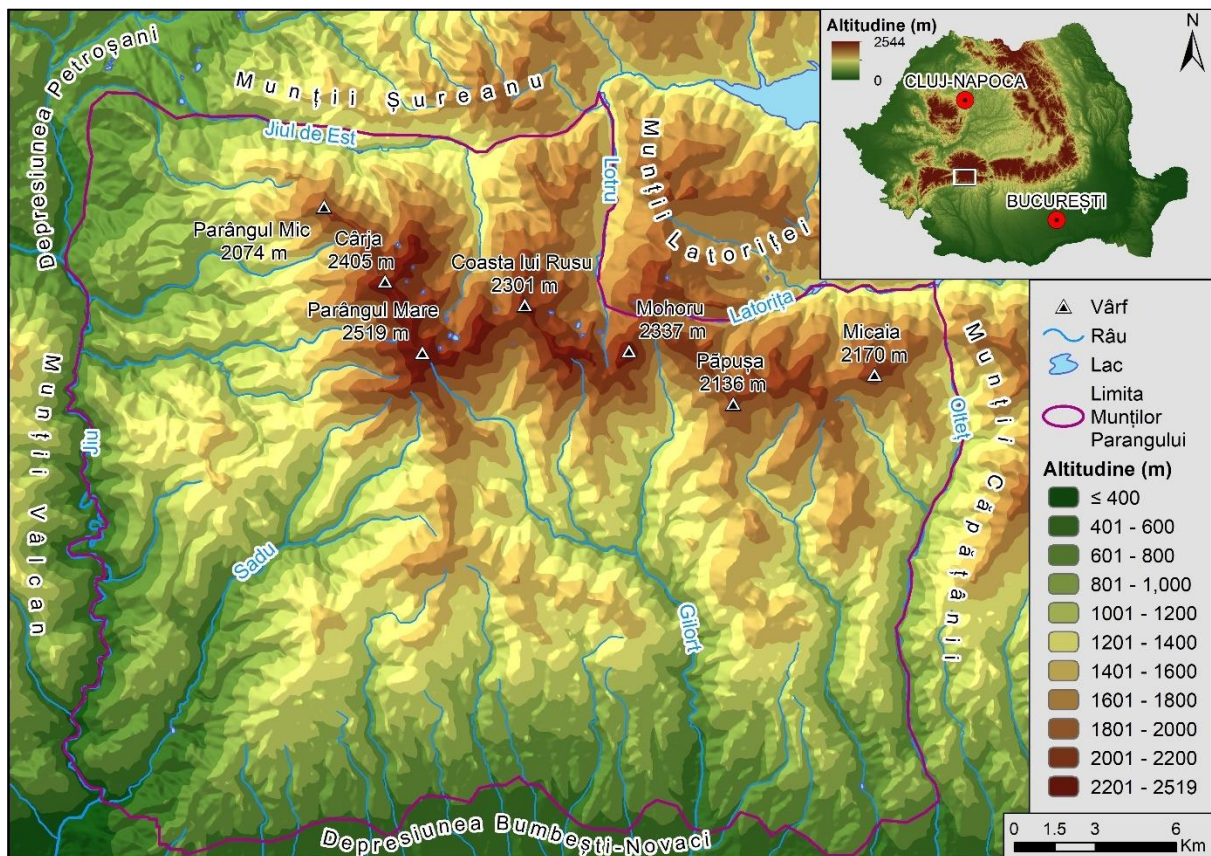 Depresiunea Petroșani
Munții Șureanu
Jiul de Est
Lotru
Munții Latoriței
Parângul Mic
2074 m
Cârja
2405 m
Coasta lui Rusu
2301 m
Parângul Mare
2519 m
Mohoru
2337 m
Latorița
Micaia
2170 m
Păpușa
2136 m
Munții Vâlcan
Jiu
Sadu
Gilort
Olteț
Munții Căpățânii
Depresiunea Bumbești-Novaci
Altitudine (m)
2544
0
N
CLUJ-NAPOCA
BUCUREȘTI
Vârf
Râu
Lac
Limita
Munților
Parangului
Altitudine (m)
≤ 400
401 - 600
601 - 800
801 - 1,000
1001 - 1200
1201 - 1400
1401 - 1600
1601 - 1800
1801 - 2000
2001 - 2200
2201 - 2519
0 1.5 3 6
Km